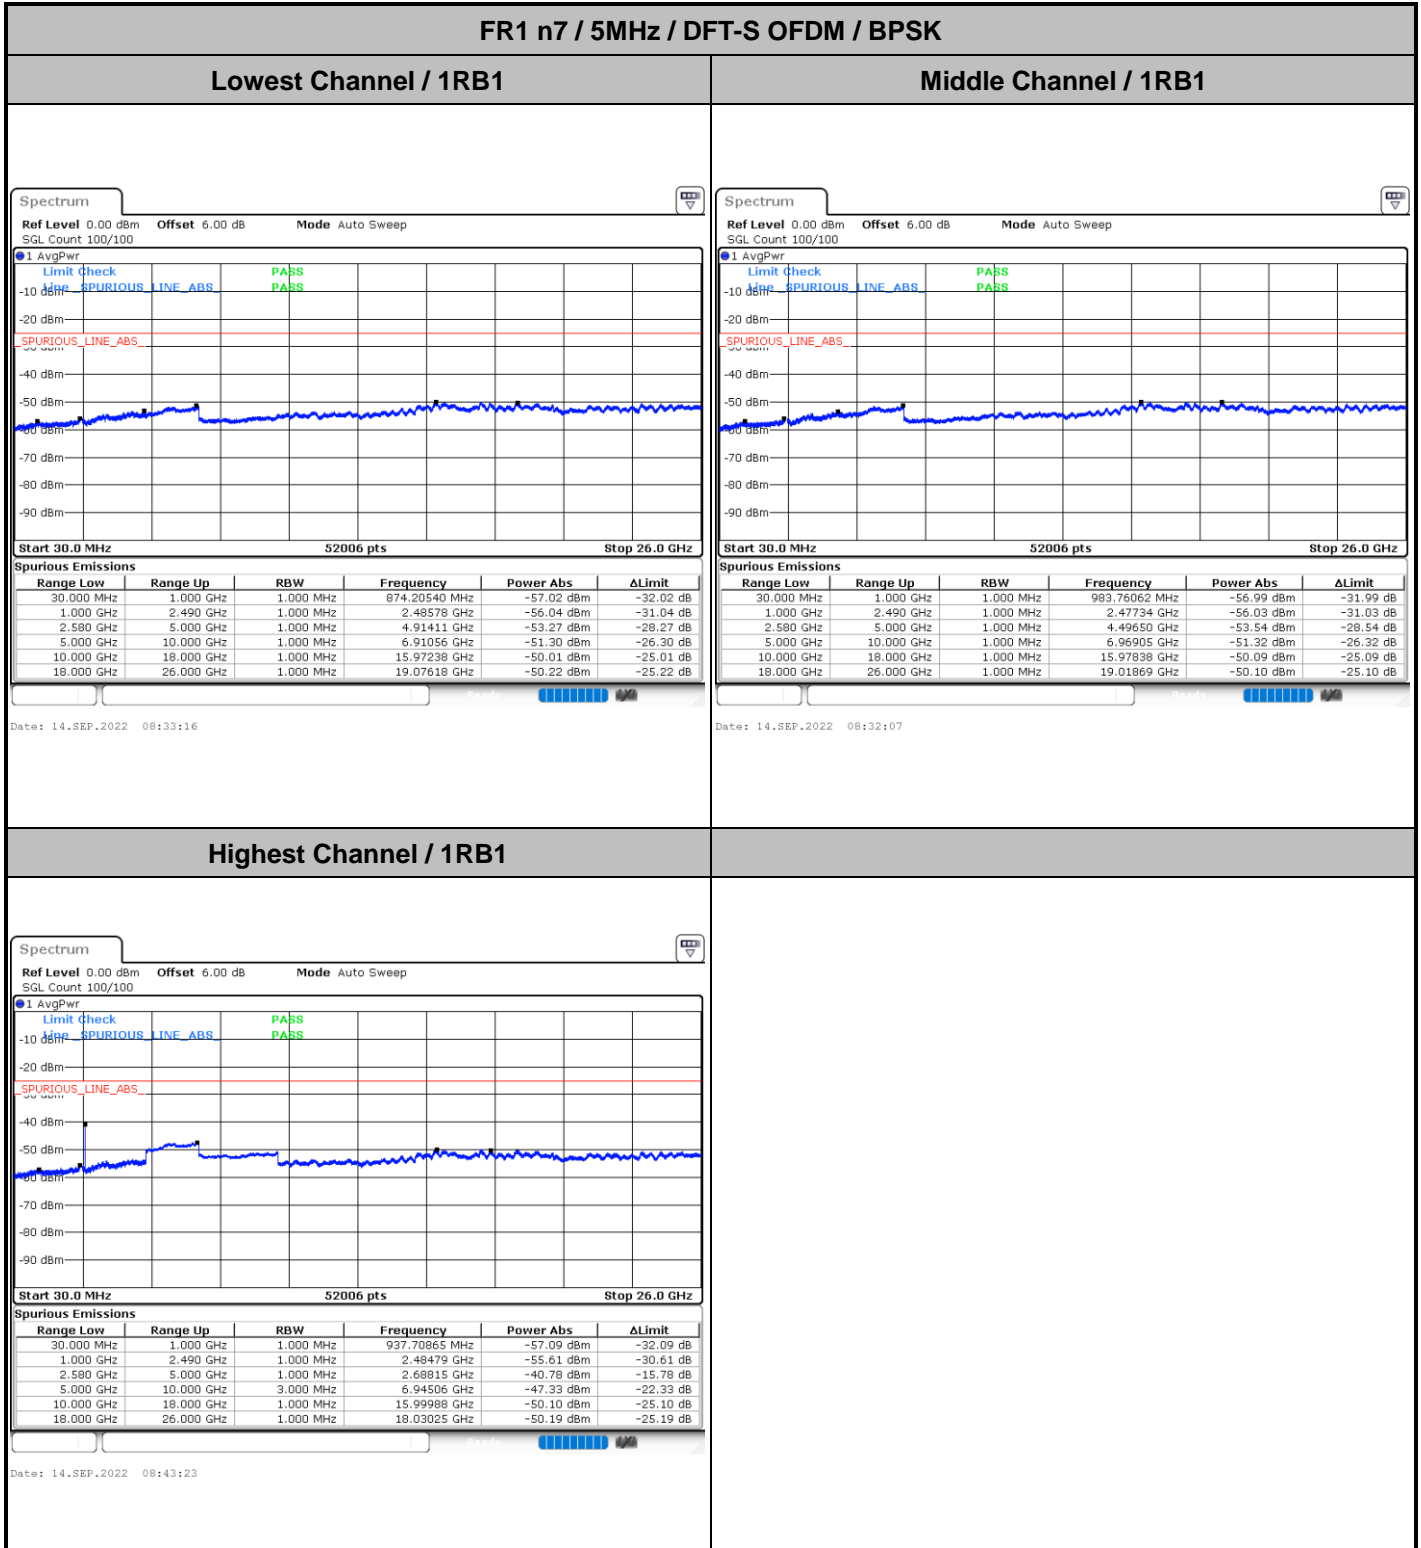 FR1 n7 / 5MHz / DFT-S OFDM / BPSK
Lowest Channel / 1RB1
Middle Channel / 1RB1
Spectrum
Ref Level 0.00 dBm Offset 6.00 dB Mode Auto Sweep
SGL Count 100/100
1 AvgPwr
Limit Check PASS
-10 dBm Line _SPURIOUS_LINE_ABS_ PASS
-20 dBm
_SPURIOUS_LINE_ABS_
-30 dBm
-40 dBm
-50 dBm
-60 dBm
-70 dBm
-80 dBm
-90 dBm
Start 30.0 MHz 52006 pts Stop 26.0 GHz
Spurious Emissions
Range Low Range Up RBW Frequency Power Abs ΔLimit
30.000 MHz 1.000 GHz 1.000 MHz 874.20540 MHz -57.02 dBm -32.02 dB
1.000 GHz 2.490 GHz 1.000 MHz 2.48578 GHz -56.04 dBm -31.04 dB
2.580 GHz 5.000 GHz 1.000 MHz 4.91411 GHz -53.27 dBm -28.27 dB
5.000 GHz 10.000 GHz 1.000 MHz 6.91056 GHz -51.30 dBm -26.30 dB
10.000 GHz 18.000 GHz 1.000 MHz 15.97238 GHz -50.01 dBm -25.01 dB
18.000 GHz 26.000 GHz 1.000 MHz 19.07618 GHz -50.22 dBm -25.22 dB
Ready
Date: 14.SEP.2022 08:33:16
Spectrum
Ref Level 0.00 dBm Offset 6.00 dB Mode Auto Sweep
SGL Count 100/100
1 AvgPwr
Limit Check PASS
-10 dBm Line _SPURIOUS_LINE_ABS_ PASS
-20 dBm
_SPURIOUS_LINE_ABS_
-30 dBm
-40 dBm
-50 dBm
-60 dBm
-70 dBm
-80 dBm
-90 dBm
Start 30.0 MHz 52006 pts Stop 26.0 GHz
Spurious Emissions
Range Low Range Up RBW Frequency Power Abs ΔLimit
30.000 MHz 1.000 GHz 1.000 MHz 983.76062 MHz -56.99 dBm -31.99 dB
1.000 GHz 2.490 GHz 1.000 MHz 2.47734 GHz -56.03 dBm -31.03 dB
2.580 GHz 5.000 GHz 1.000 MHz 4.49650 GHz -53.54 dBm -28.54 dB
5.000 GHz 10.000 GHz 1.000 MHz 6.96905 GHz -51.32 dBm -26.32 dB
10.000 GHz 18.000 GHz 1.000 MHz 15.97838 GHz -50.09 dBm -25.09 dB
18.000 GHz 26.000 GHz 1.000 MHz 19.01869 GHz -50.10 dBm -25.10 dB
Ready
Date: 14.SEP.2022 08:32:07
Highest Channel / 1RB1
Spectrum
Ref Level 0.00 dBm Offset 6.00 dB Mode Auto Sweep
SGL Count 100/100
1 AvgPwr
Limit Check PASS
-10 dBm Line _SPURIOUS_LINE_ABS_ PASS
-20 dBm
_SPURIOUS_LINE_ABS_
-30 dBm
-40 dBm
-50 dBm
-60 dBm
-70 dBm
-80 dBm
-90 dBm
Start 30.0 MHz 52006 pts Stop 26.0 GHz
Spurious Emissions
Range Low Range Up RBW Frequency Power Abs ΔLimit
30.000 MHz 1.000 GHz 1.000 MHz 937.70865 MHz -57.09 dBm -32.09 dB
1.000 GHz 2.490 GHz 1.000 MHz 2.48479 GHz -55.61 dBm -30.61 dB
2.580 GHz 5.000 GHz 1.000 MHz 2.68815 GHz -40.78 dBm -15.78 dB
5.000 GHz 10.000 GHz 3.000 MHz 6.94506 GHz -47.33 dBm -22.33 dB
10.000 GHz 18.000 GHz 1.000 MHz 15.99988 GHz -50.10 dBm -25.10 dB
18.000 GHz 26.000 GHz 1.000 MHz 18.03025 GHz -50.19 dBm -25.19 dB
Ready
Date: 14.SEP.2022 08:43:23